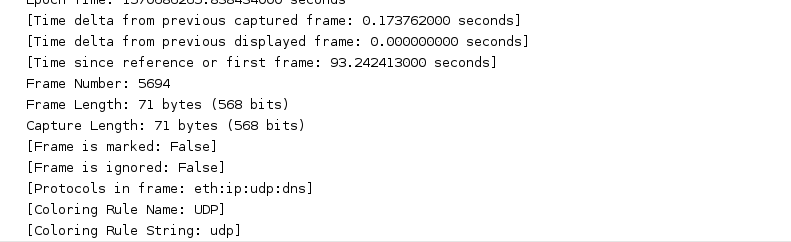 Epoch Time: 1570680265.838434000 seconds
[Time delta from previous captured frame: 0.173762000 seconds]
[Time delta from previous displayed frame: 0.000000000 seconds]
[Time since reference or first frame: 93.242413000 seconds]
Frame Number: 5694
Frame Length: 71 bytes (568 bits)
Capture Length: 71 bytes (568 bits)
[Frame is marked: False]
[Frame is ignored: False]
[Protocols in frame: eth:ip:udp:dns]
[Coloring Rule Name: UDP]
[Coloring Rule String: udp]